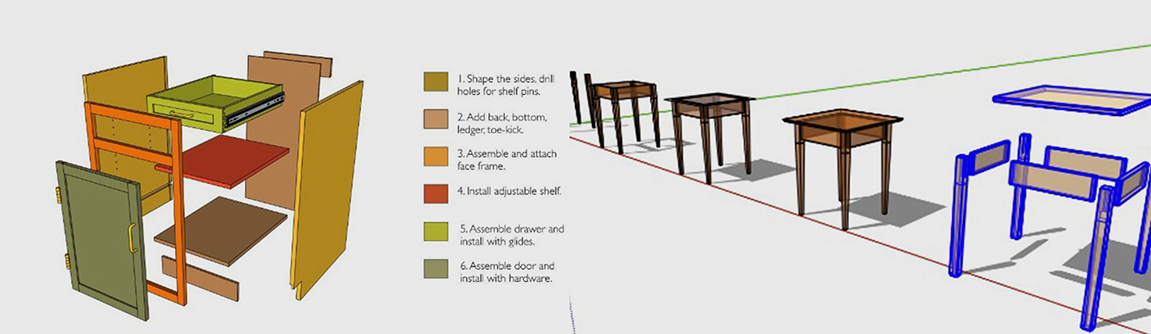 1. Shape the sides, drill
holes for shelf pins.
2. Add back, bottom,
ledger, toe-kick.
3. Assemble and attach
face frame.
4. Install adjustable shelf.
5. Assemble drawer and
install with glides.
6. Assemble door and
install with hardware.